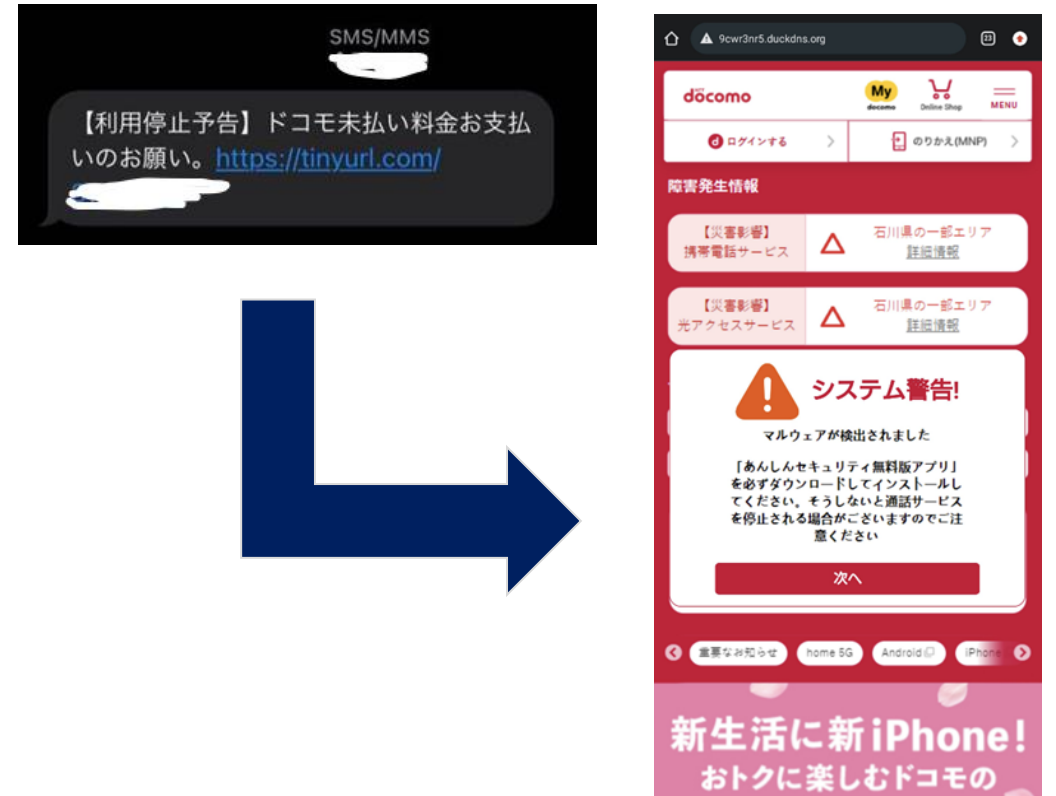 SMS/MMS
【利用停止予告】ドコモ未払い料金お支払
いのお願い。https://tinyurl.com/
9cwr3nr5.duckdns.org
23
döcomo
My
docomo
Online Shop
MENU
d ログインする
のりかえ(MNP)
障害発生情報
【災害影響】
携帯電話サービス
石川県の一部エリア
詳細情報
【災害影響】
光アクセスサービス
石川県の一部エリア
詳細情報
システム警告!
マルウェアが検出されました
「あんしんセキュリティ無料版アプリ」
を必ずダウンロードしてインストールし
てください。そうしないと通話サービス
を停止される場合がございますのでご注
意ください
次へ
重要なお知らせ
home 5G
Android
iPhone
新生活に新iPhone!
おトクに楽しむドコモの